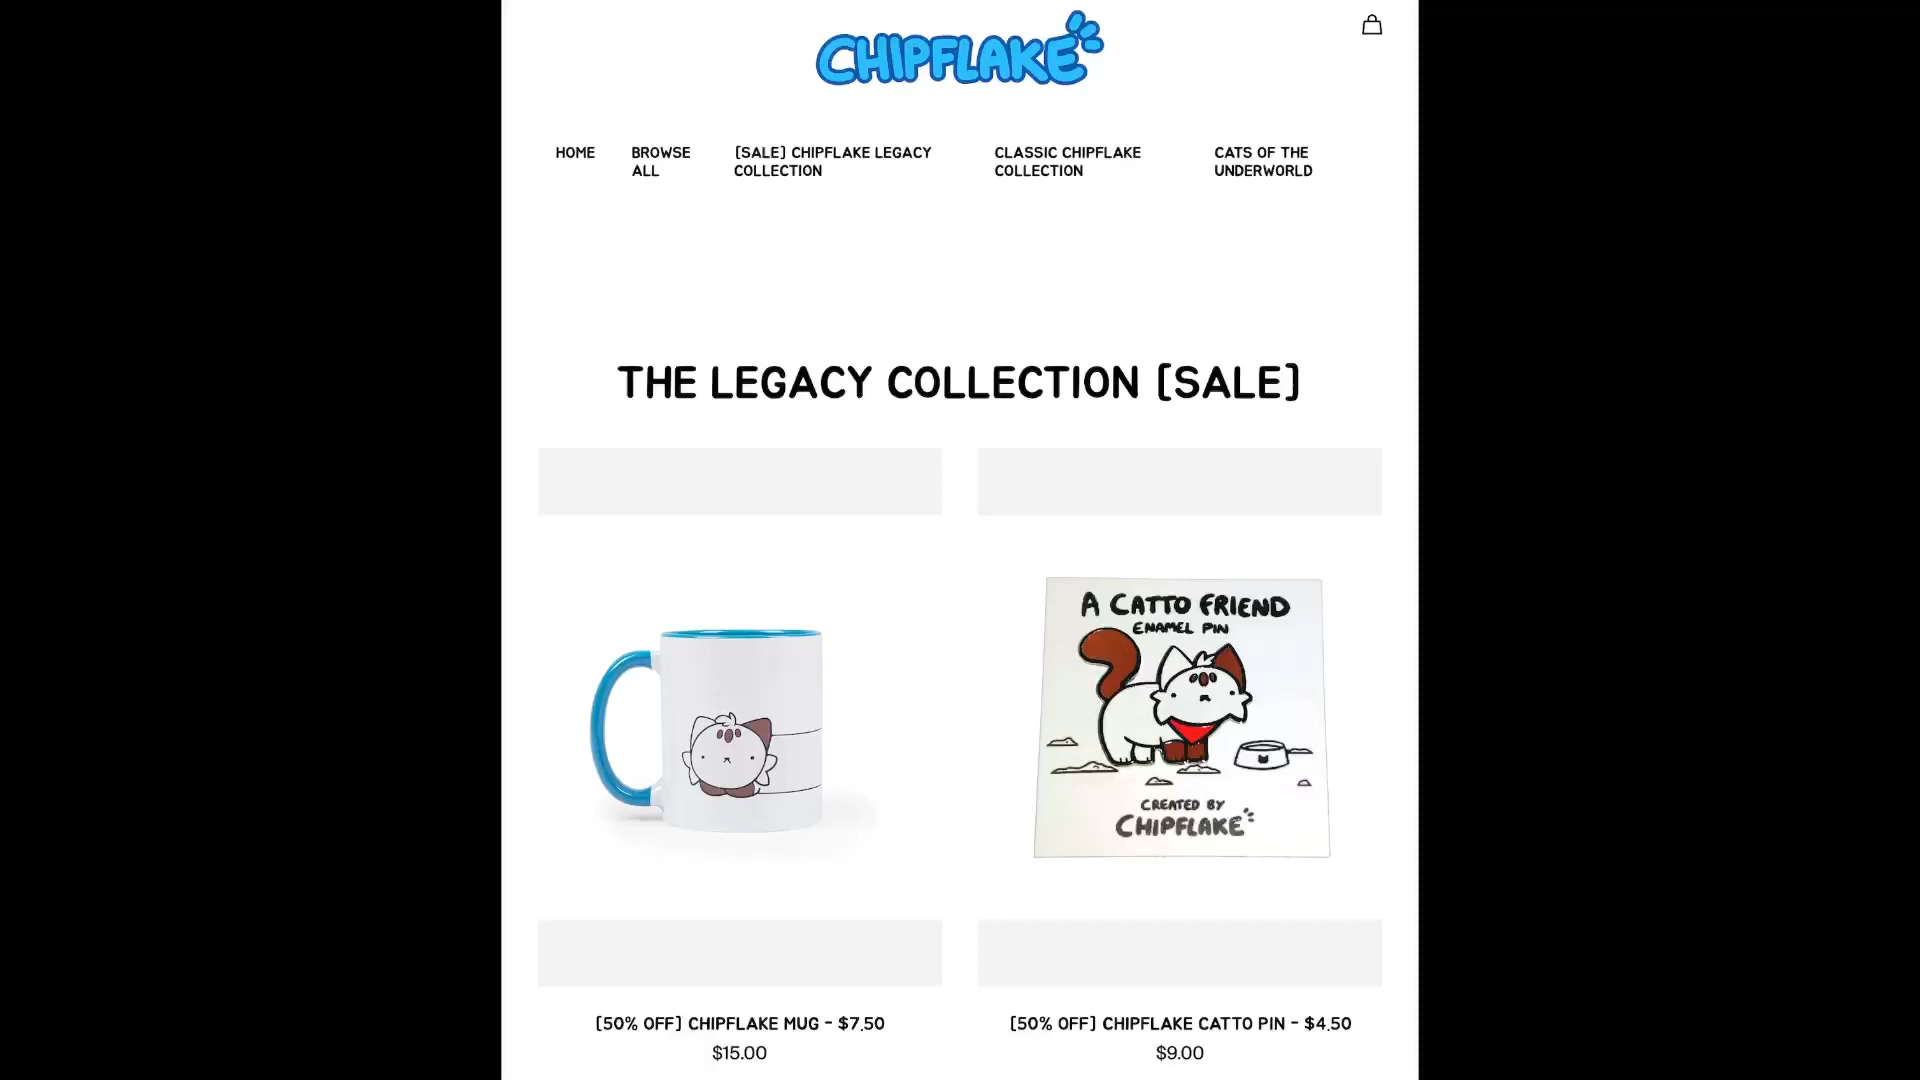 CHIPFLAKE
HOME
BROWSE
ALL
[SALE] CHIPFLAKE LEGACY
COLLECTION
CLASSIC CHIPFLAKE
COLLECTION
CATS OF THE
UNDERWORLD
THE LEGACY COLLECTION [SALE]
A CATTO FRIEND
ENAMEL PIN
CREATED BY
CHIPFLAKE
[50% OFF] CHIPFLAKE MUG - $7.50
$15.00
[50% OFF] CHIPFLAKE CATTO PIN - $4.50
$9.00